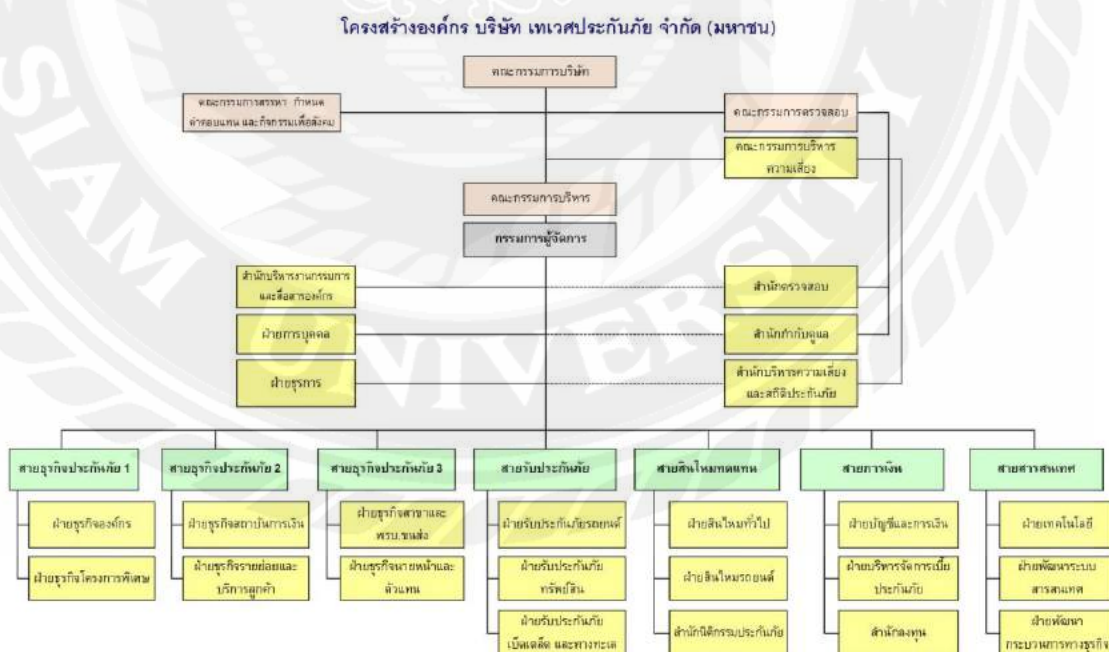 โครงสร้างองค์กร บริษัท เทเวศประกันภัย จำกัด (มหาชน)
คณะกรรมการบริษัท
คณะกรรมการสรรหา กำหนด
ค่าตอบแทน และกิจกรรมเพื่อสังคม
คณะกรรมการตรวจสอบ
คณะกรรมการบริหาร
ความเสี่ยง
คณะกรรมการบริหาร
กรรมการผู้จัดการ
สำนักบริหารงานกรรมการ
และสื่อสารองค์กร
สำนักตรวจสอบ
ฝ่ายการบุคคล
สำนักกำกับดูแล
ฝ่ายธุรการ
สำนักบริหารความเสี่ยง
และสถิติประกันภัย
สายธุรกิจประกันภัย 1
สายธุรกิจประกันภัย 2
สายธุรกิจประกันภัย 3
สายรับประกันภัย
สายสินไหมทดแทน
สายการเงิน
สายสารสนเทศ
ฝ่ายธุรกิจองค์กร
ฝ่ายธุรกิจสถาบันการเงิน
ฝ่ายธุรกิจสาขาและ
พรบ.ขนส่ง
ฝ่ายรับประกันภัยรถยนต์
ฝ่ายสินไหมทั่วไป
ฝ่ายบัญชีและการเงิน
ฝ่ายเทคโนโลยี
ฝ่ายธุรกิจโครงการพิเศษ
ฝ่ายธุรกิจรายย่อยและ
บริการลูกค้า
ฝ่ายธุรกิจนายหน้าและ
ตัวแทน
ฝ่ายรับประกันภัย
ทรัพย์สิน
ฝ่ายสินไหมรถยนต์
ฝ่ายบริหารจัดการเบี้ย
ประกันภัย
ฝ่ายพัฒนาระบบ
สารสนเทศ
ฝ่ายรับประกันภัย
เบ็ดเตล็ด และทางทะเล
สำนักนิติกรรมประกันภัย
สำนักลงทุน
ฝ่ายพัฒนา
กระบวนการทางธุรกิจ
SIAM UNIVERSITY